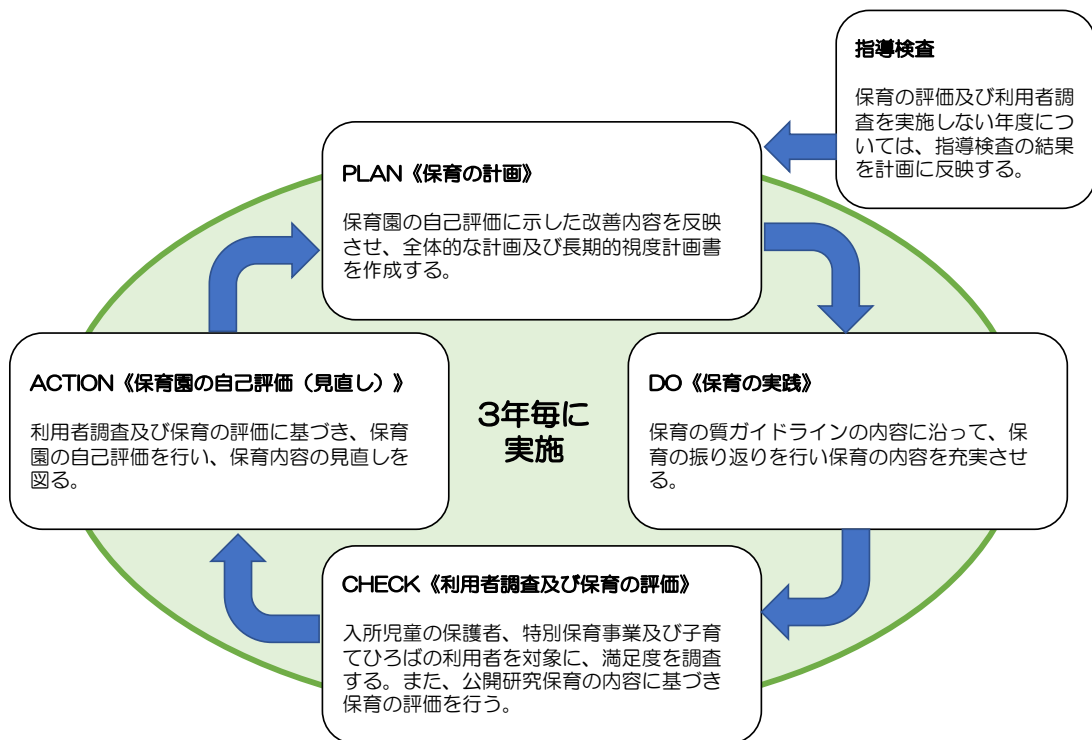 指導検査
保育の評価及び利用者調
査を実施しない年度につ
いては、指導検査の結果
を計画に反映する。
PLAN《保育の計画》
保育園の自己評価に示した改善内容を反映
させ、全体的な計画及び長期的視度計画書
を作成する。
DO《保育の実践》
保育の質ガイドラインの内容に沿って、保
育の振り返りを行い保育の内容を充実させ
る。
CHECK《利用者調査及び保育の評価》
入所児童の保護者、特別保育事業及び子育
てひろばの利用者を対象に、満足度を調査
する。また、公開研究保育の内容に基づき
保育の評価を行う。
ACTION《保育園の自己評価（見直し）》
利用者調査及び保育の評価に基づき、保育
園の自己評価を行い、保育内容の見直しを
図る。
3年毎に
実施